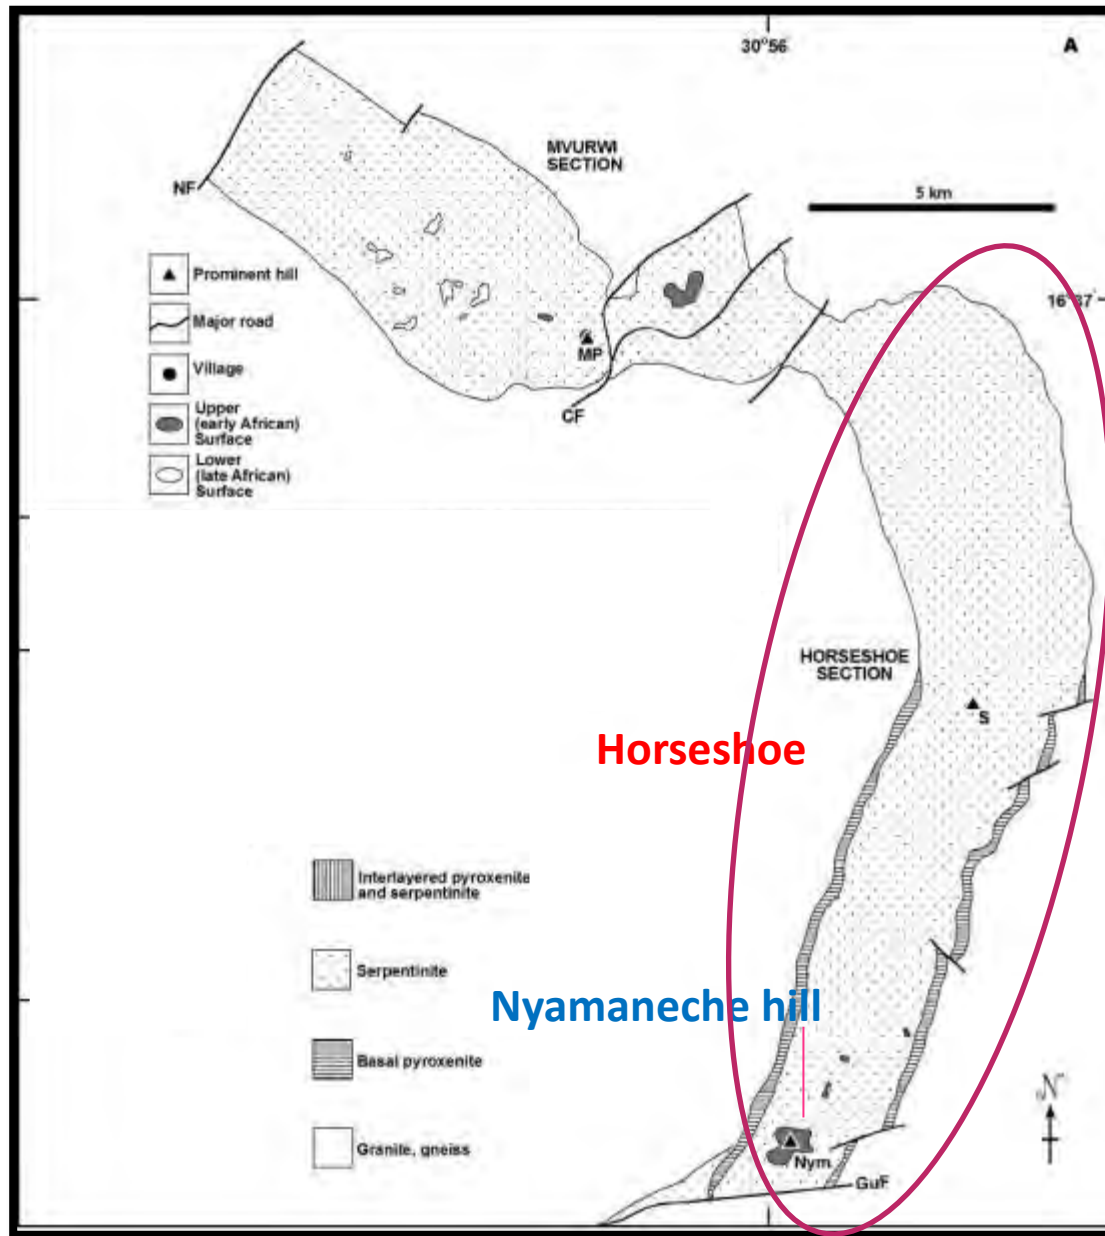 30°56
A
MVURWI
SECTION
5 km
NF
Prominent hill
16°37'
Major road
MP
Village
CF
Upper
(early African)
Surface
Lower
(late African)
Surface
HORSESHOE
SECTION
S
Horseshoe
Interlayered pyroxenite
and serpentinite
Serpentinite
Nyamaneche hill
Basal pyroxenite
N
Granite, gneiss
Nym
GuF